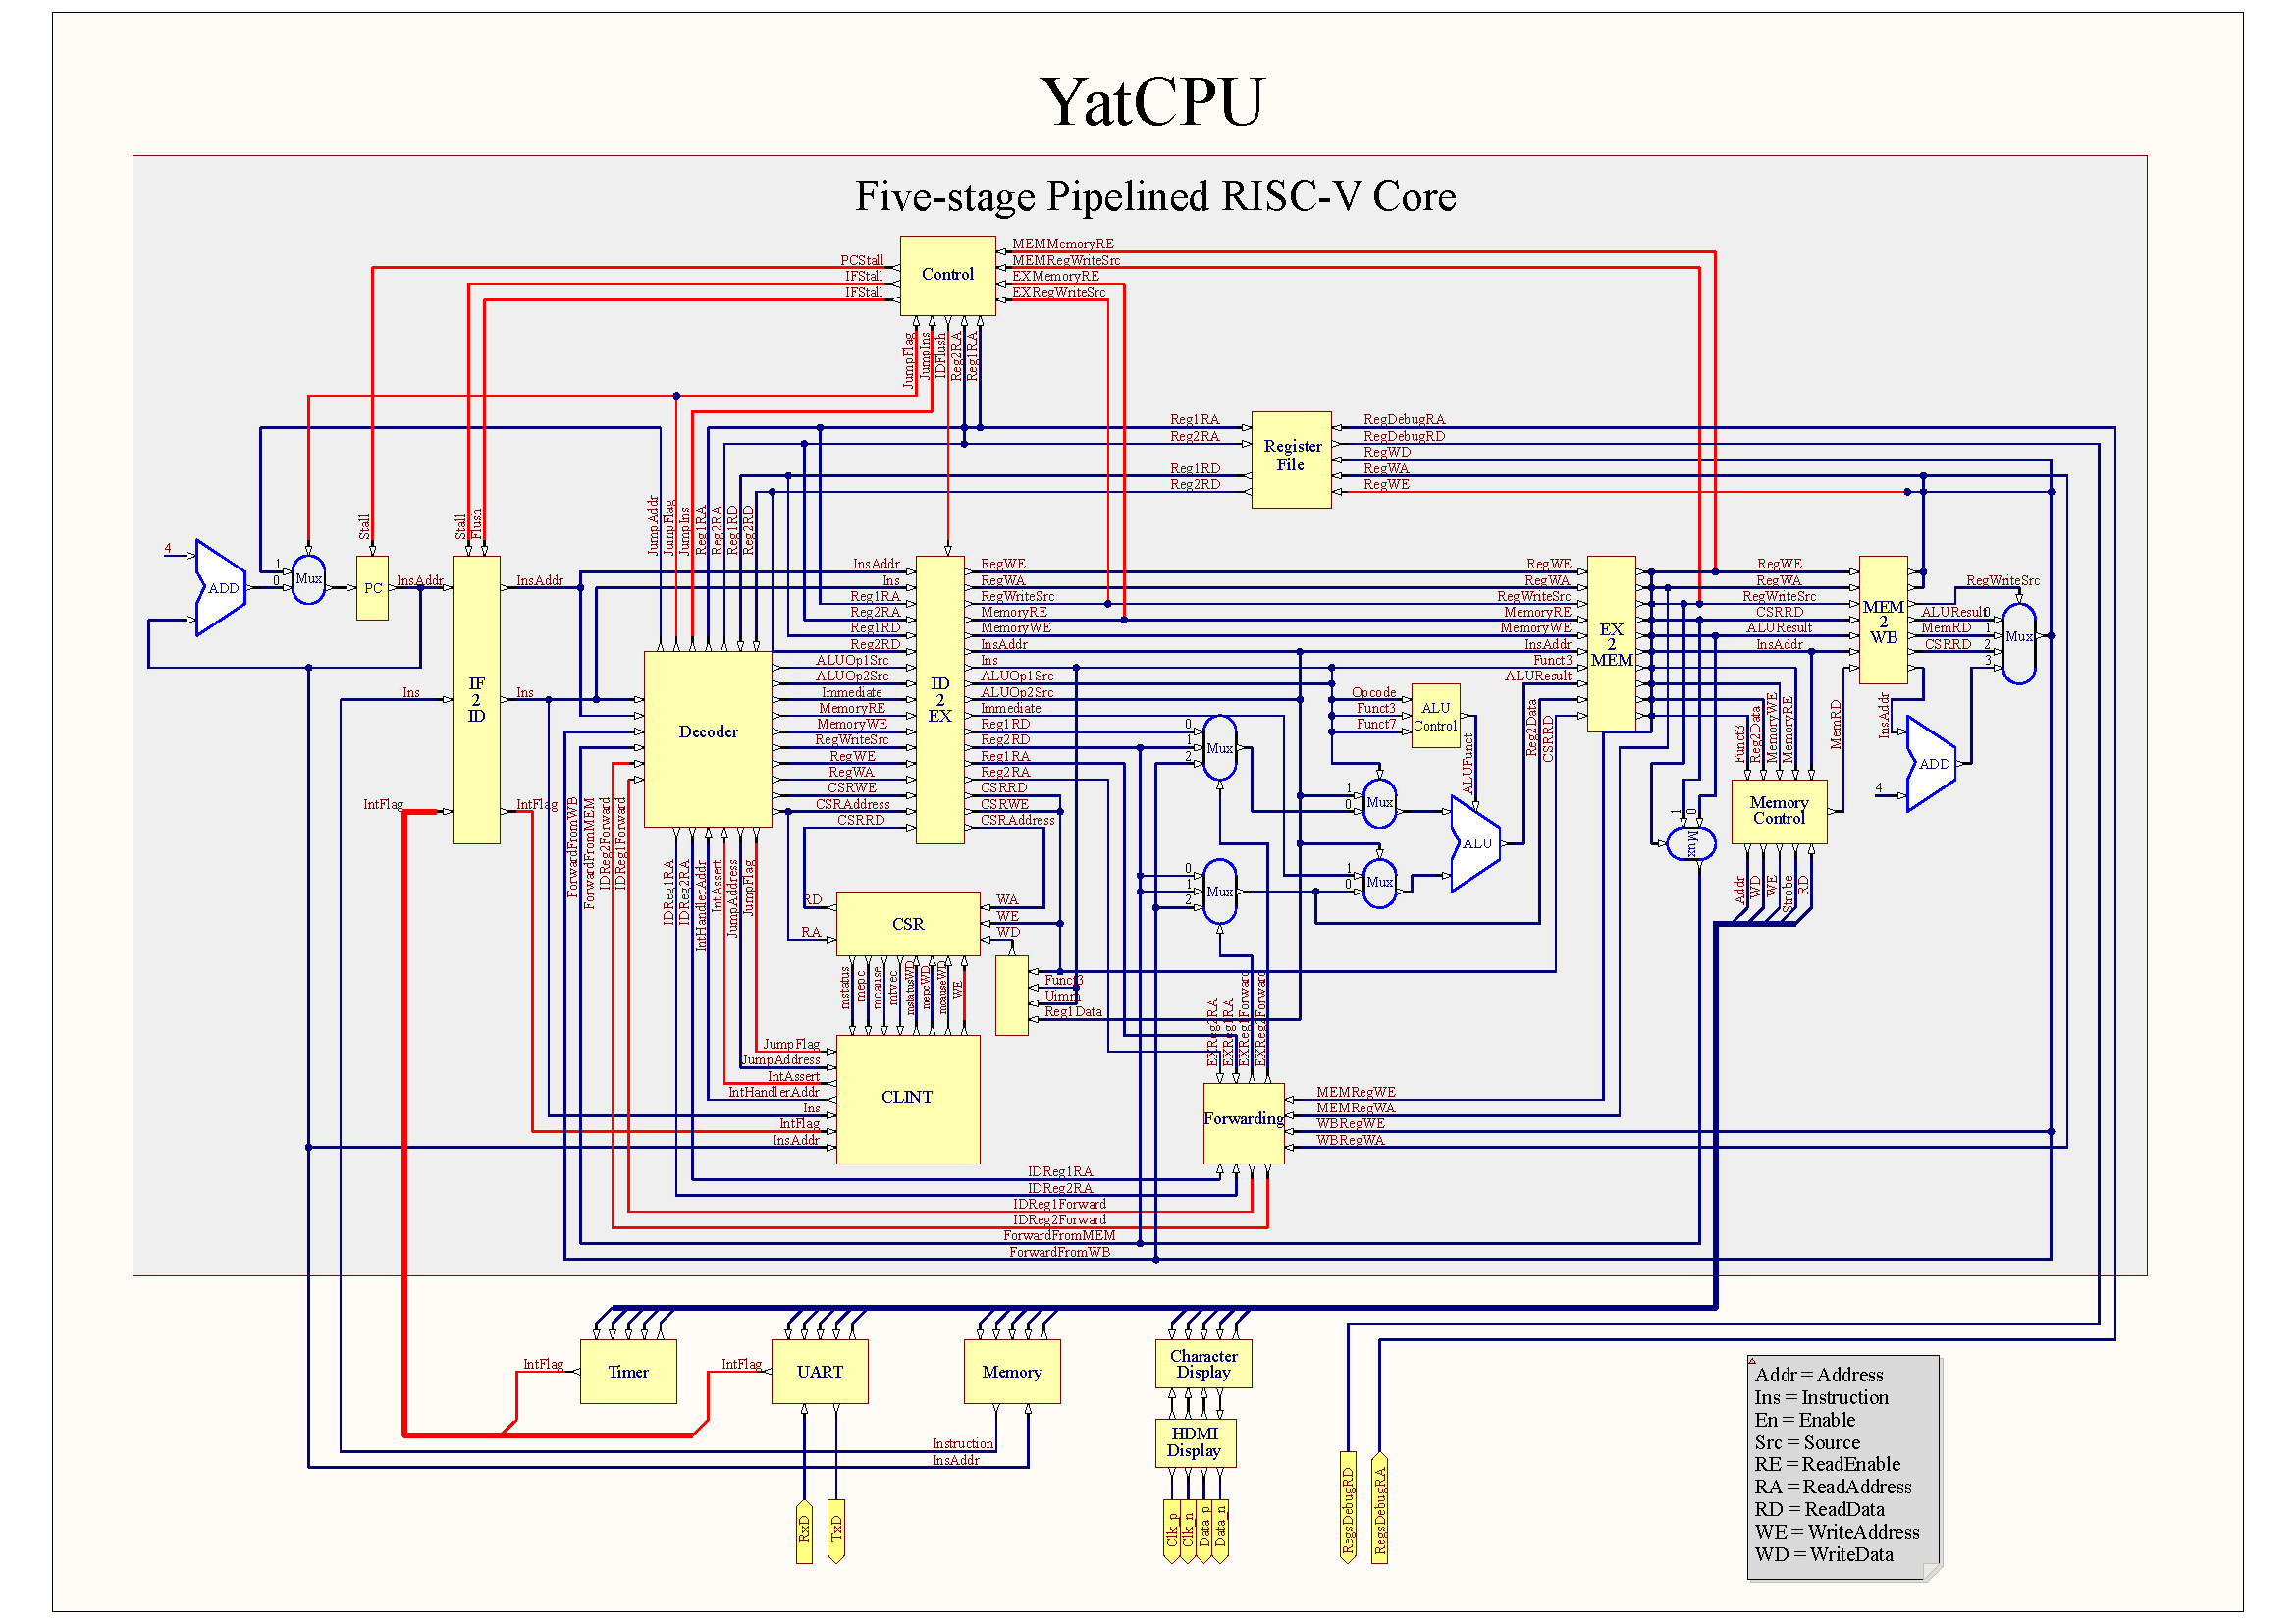 YatCPU
Five-stage Pipelined RISC-V Core
Control
PCStall
IFStall
IFStall
MEMMemoryRE
MEMRegWriteSrc
EXMemoryRE
EXRegWriteSrc
JumpFlag
JumpIns
IDFlush
Reg2RA
Reg1RA
Register
File
Reg1RA
Reg2RA
Reg1RD
Reg2RD
RegDebugRA
RegDebugRD
RegWD
RegWA
RegWE
4
ADD
1
0
Mux
Stall
PC
InsAddr
Stall
Flush
IF
2
ID
Ins
IntFlag
InsAddr
Ins
IntFlag
JumpAddr
JumpFlag
JumpIns
Reg1RA
Reg2RA
Reg1RD
Reg2RD
Decoder
ForwardFromWB
ForwardFromMEM
IDReg2Forward
IDReg1Forward
IDReg1RA
IDReg2RA
IntHandlerAddr
IntAssert
JumpAddress
JumpFlag
InsAddr
Ins
Reg1RA
Reg2RA
Reg1RD
Reg2RD
ALUOp1Src
ALUOp2Src
Immediate
MemoryRE
MemoryWE
RegWriteSrc
RegWE
RegWA
CSRWE
CSRAddress
CSRRD
ID
2
EX
RegWE
RegWA
RegWriteSrc
MemoryRE
MemoryWE
InsAddr
Ins
ALUOp1Src
ALUOp2Src
Immediate
Reg1RD
Reg2RD
Reg1RA
Reg2RA
CSRRD
CSRWE
CSRAddress
0
1
2
Mux
0
1
2
Mux
Opcode
Funct3
Funct7
ALU
Control
ALUFunct
1
0
Mux
1
0
Mux
ALU
RegWE
RegWA
RegWriteSrc
MemoryRE
MemoryWE
InsAddr
Funct3
ALUResult
Reg2Data
CSRRD
EX
2
MEM
RegWE
RegWA
RegWriteSrc
CSRRD
ALUResult
InsAddr
1
0
Mux
Funct3
Reg2Data
MemoryWE
MemoryRE
Memory
Control
MemRD
Addr
WD
WE
Strobe
RD
MEM
2
WB
RegWriteSrc
ALUResult
MemRD
CSRRD
0
1
2
3
Mux
InsAddr
4
ADD
CSR
RD
RA
WA
WE
WD
Funct3
Uimm
Reg1Data
mstatus
mepc
mcause
mtvec
mstatusWD
mepcWD
mcauseWD
WE
CLINT
JumpFlag
JumpAddress
IntAssert
IntHandlerAddr
Ins
IntFlag
InsAddr
EXReg2RA
EXReg1RA
EXReg1Forward
EXReg2Forward
Forwarding
MEMRegWE
MEMRegWA
WBRegWE
WBRegWA
IDReg1RA
IDReg2RA
IDReg1Forward
IDReg2Forward
ForwardFromMEM
ForwardFromWB
IntFlag
Timer
IntFlag
UART
Memory
Character
Display
HDMI
Display
Instruction
InsAddr
RxD
TxD
Clk_p
Clk_n
Data_p
Data_n
RegsDebugRD
RegsDebugRA
Addr = Address
Ins = Instruction
En = Enable
Src = Source
RE = ReadEnable
RA = ReadAddress
RD = ReadData
WE = WriteAddress
WD = WriteData